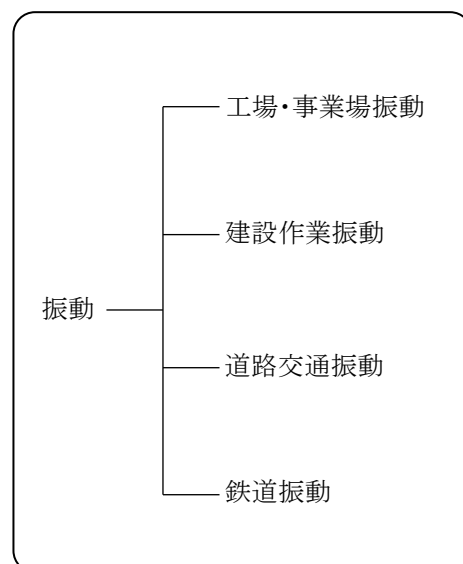 工場・事業場振動
建設作業振動
振動
道路交通振動
鉄道振動